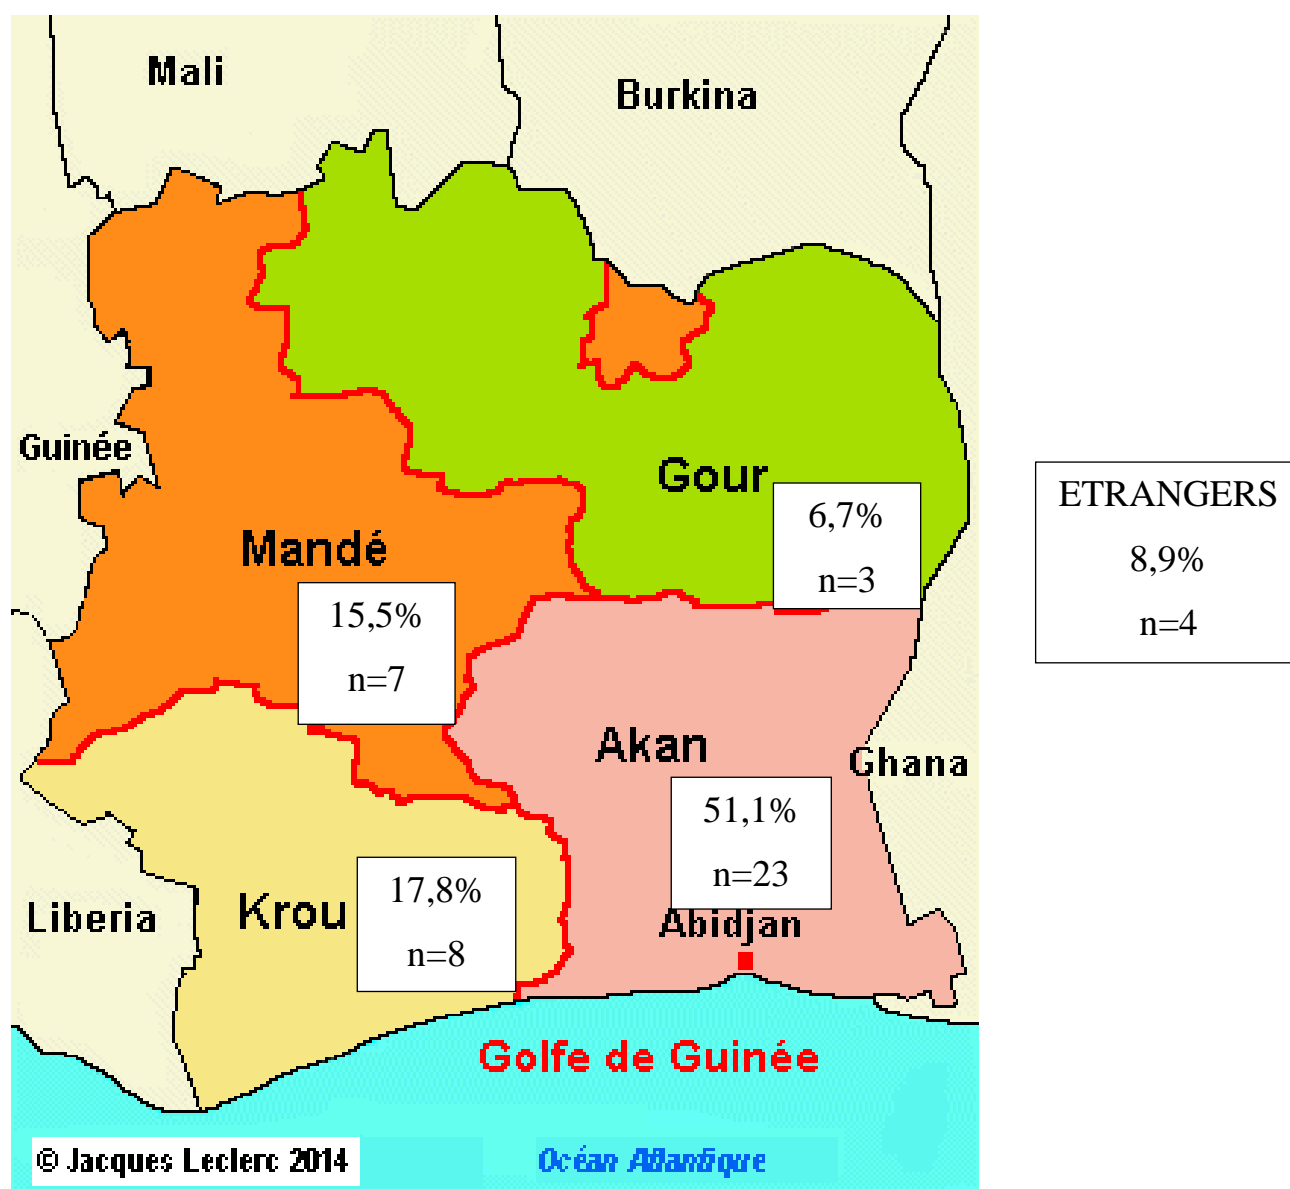 Mali
Burkina
Guinée
Gour
6,7%
n=3
ETRANGERS
8,9%
n=4
Mandé
15,5%
n=7
Akan
Ghana
51,1%
n=23
Krou
17,8%
n=8
Liberia
Abidjan
Golfe de Guinée
© Jacques Leclerc 2014
Océan Atlantique